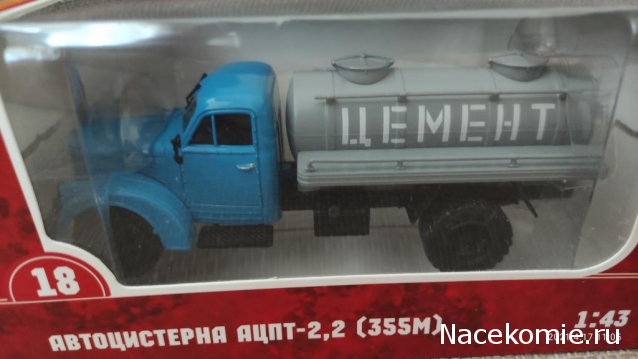 ЦЕМЕНТ
18
АВТОЦИСТЕРНА АЦПТ-2,2 (355М)
1:43
Nacekomie.ru